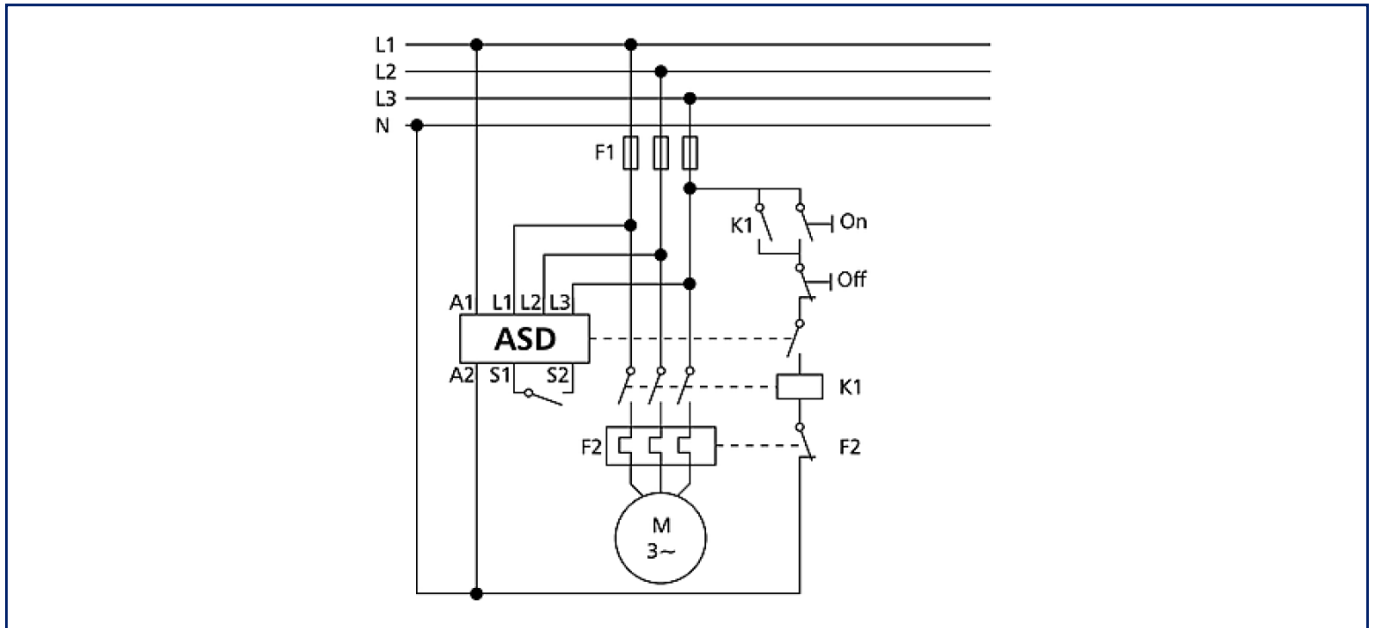 L1
L2
L3
N
F1
K1
On
Off
A1 L1 L2 L3
ASD
A2 S1 S2
K1
F2
F2
M
3~